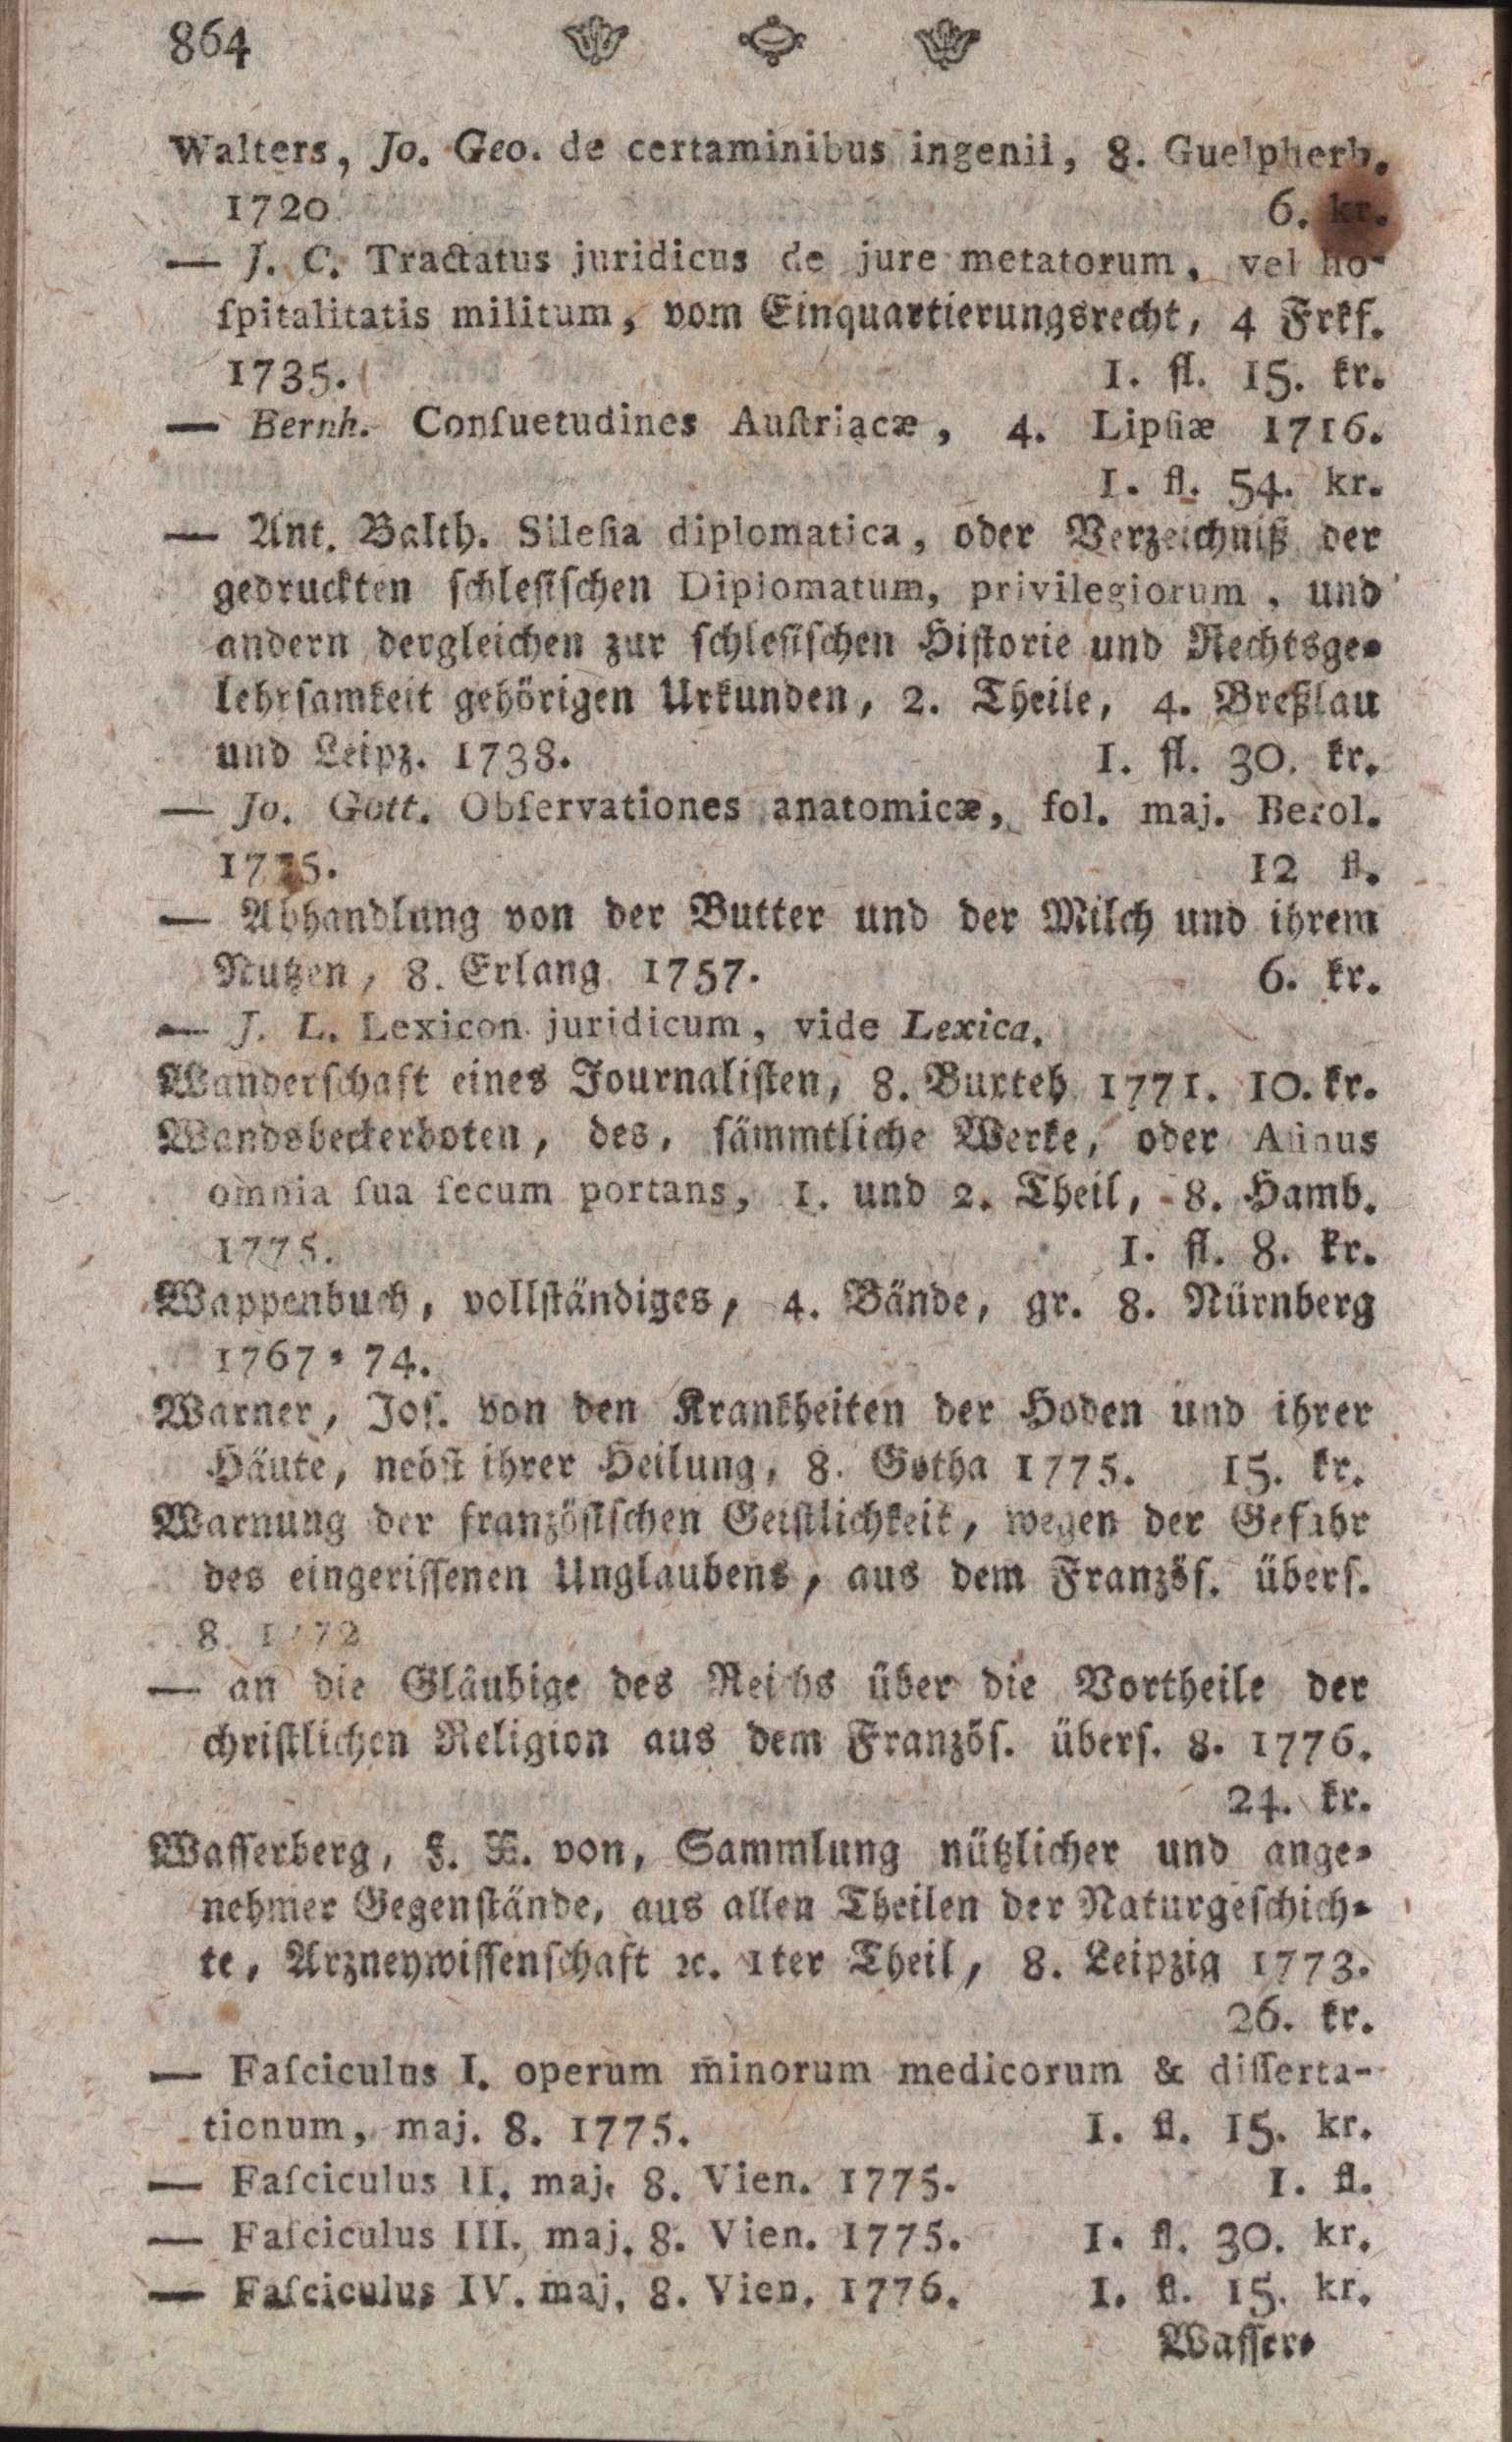 864
Walters, Jo. Geo. de certaminibus ingenii, 8. Guelpherb.
1720 6. kr.
— J. C. Tractatus juridicus de jure metatorum, vel ho-
ſpitalitatis militum, vom Einquartierungsrecht, 4 Frkf.
1735. 1. fl. 15. kr.
— Bernh. Conſuetudines Auſtriacæ, 4. Lipſiæ 1716.
1. fl. 54. kr.
— Ant. Balth. Sileſia diplomatica, oder Verzeichniß der
gedruckten ſchleſiſchen Diplomatum, privilegiorum, und
andern dergleichen zur ſchleſiſchen Hiſtorie und Rechtsge-
lehrſamkeit gehörigen Urkunden, 2. Theile, 4. Breßlau
und Leipz. 1738. 1. fl. 30. kr.
— Jo. Gott. Obſervationes anatomicæ, fol. maj. Berol.
1775. 12 fl.
— Abhandlung von der Butter und der Milch und ihrem
Nutzen, 8. Erlang 1757. 6. kr.
— J. L. Lexicon juridicum, vide Lexica.
Wanderſchaft eines Journaliſten, 8. Buxteh 1771. 10. kr.
Wandsbeckerboten, des, ſämmtliche Werke, oder Aſinus
omnia ſua ſecum portans, 1. und 2. Theil, 8. Hamb.
1775. 1. fl. 8. kr.
Wappenbuch, vollſtändiges, 4. Bände, gr. 8. Nürnberg
1767-74.
Warner, Joſ. von den Krankheiten der Hoden und ihrer
Häute, nebſt ihrer Heilung, 8. Gotha 1775. 15. kr.
Warnung der franzöſiſchen Geiſtlichkeit, wegen der Gefahr
des eingeriſſenen Unglaubens, aus dem Franzöſ. überſ.
8. 1772
— an die Gläubige des Reichs über die Vortheile der
chriſtlichen Religion aus dem Franzöſ. überſ. 8. 1776.
24. kr.
Waſſerberg, F. A. von, Sammlung nützlicher und ange-
nehmer Gegenſtände, aus allen Theilen der Naturgeſchich-
te, Arzneywiſſenſchaft ꝛc. 1ter Theil, 8. Leipzig 1773.
26. kr.
— Faſciculus I. operum minorum medicorum & diſſerta-
tionum, maj. 8. 1775. 1. fl. 15. kr.
— Faſciculus II. maj. 8. Vien. 1775. 1. fl.
— Faſciculus III. maj. 8. Vien. 1775. 1. fl. 30. kr.
— Faſciculus IV. maj. 8. Vien. 1776. 1. fl. 15. kr.
Waſſer-